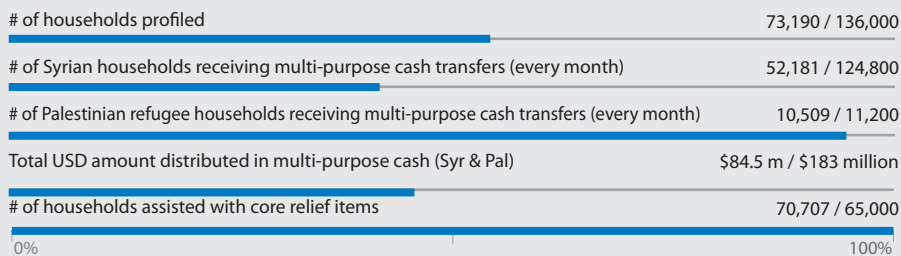 # of households profiled 73,190 / 136,000
# of Syrian households receiving multi-purpose cash transfers (every month) 52,181 / 124,800
# of Palestinian refugee households receiving multi-purpose cash transfers (every month) 10,509 / 11,200
Total USD amount distributed in multi-purpose cash (Syr & Pal) $84.5 m / $183 million
# of households assisted with core relief items 70,707 / 65,000
0% 100%